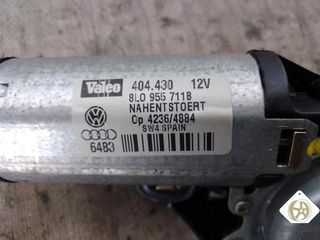 Valeo 404.430 12V
8L0 955 711B
NAHENTSTOERT
Op 4236/4884
SW4 SPAIN
6483